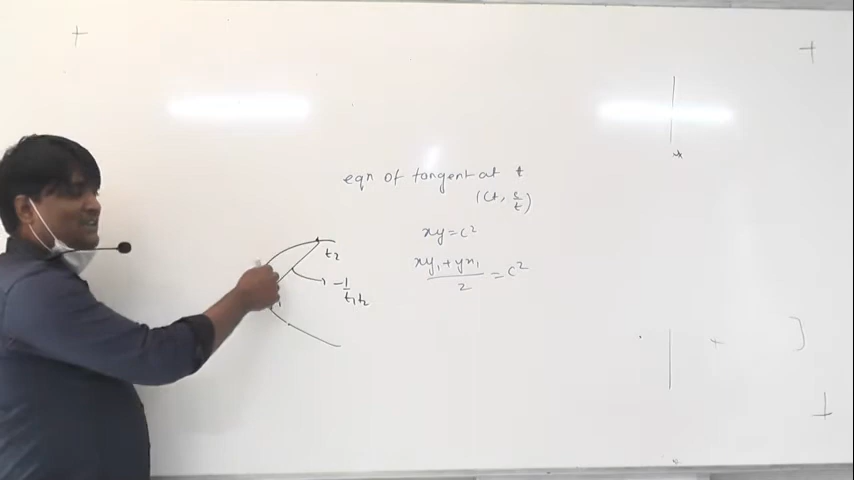 eqn of tangent at t
(ct, c/t)
xy=c²
(xy₁+yx₁)/2 = c²
t₂
-1/t₁t₂